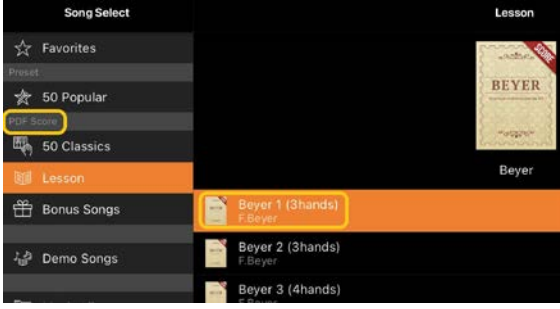 Song Select
Lesson
Favorites
Preset
50 Popular
PDF Score
50 Classics
Lesson
Bonus Songs
Demo Songs
SCORE
BEYER
Beyer
Beyer 1 (3hands)
F.Beyer
Beyer 2 (3hands)
F.Beyer
Beyer 3 (4hands)
F.Beyer